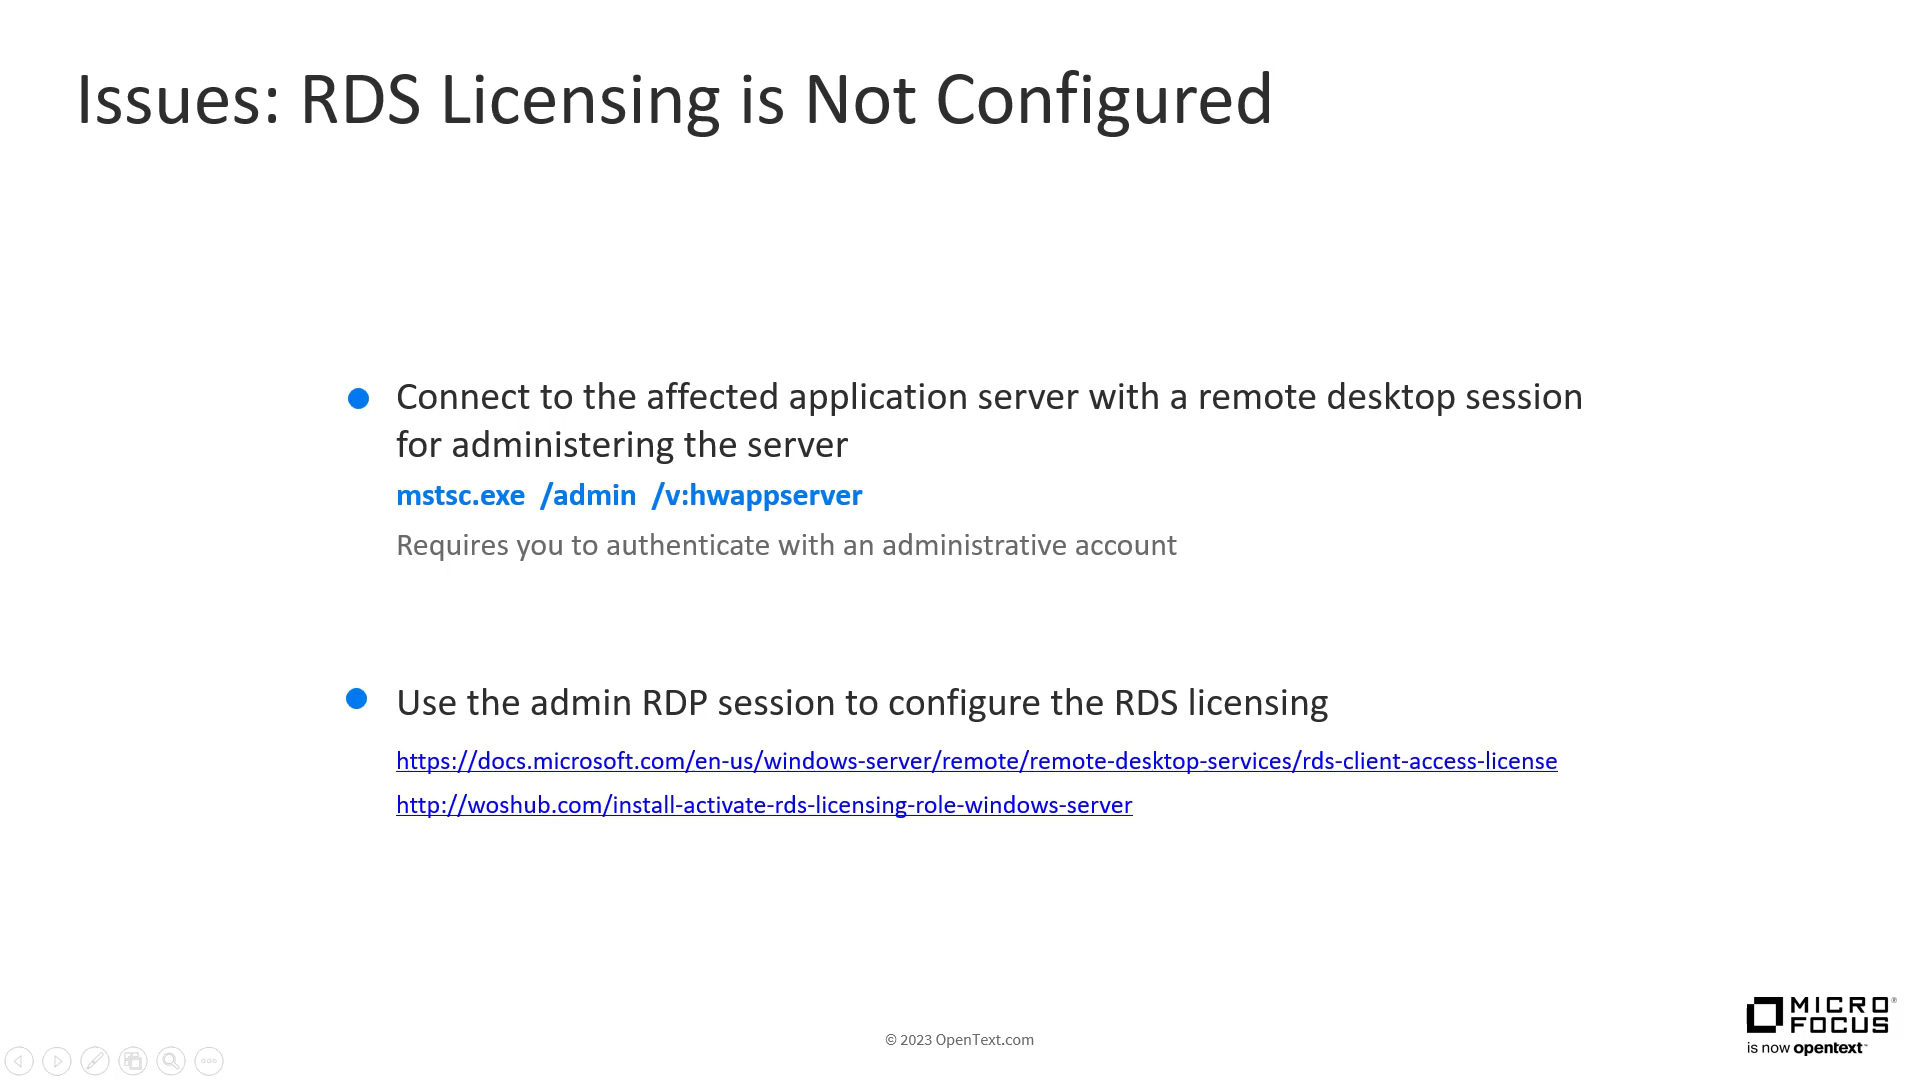 Issues: RDS Licensing is Not Configured
Connect to the affected application server with a remote desktop session
for administering the server
mstsc.exe  /admin  /v:hwappserver
Requires you to authenticate with an administrative account
Use the admin RDP session to configure the RDS licensing
https://docs.microsoft.com/en-us/windows-server/remote/remote-desktop-services/rds-client-access-license
http://woshub.com/install-activate-rds-licensing-role-windows-server
© 2023 OpenText.com
MICRO®
FOCUS
is now opentext™